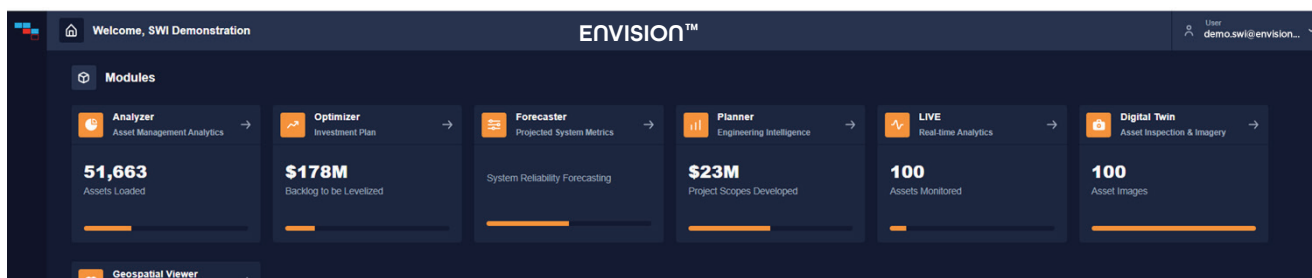 Welcome, SWI Demonstration
ENVISION™
User
demo.swi@envision...
Modules
Analyzer
Asset Management Analytics
51,663
Assets Loaded
Optimizer
Investment Plan
$178M
Backlog to be Levelized
Forecaster
Projected System Metrics
System Reliability Forecasting
Planner
Engineering Intelligence
$23M
Project Scopes Developed
LIVE
Real-time Analytics
100
Assets Monitored
Digital Twin
Asset Inspection & Imagery
100
Asset Images
Geospatial Viewer